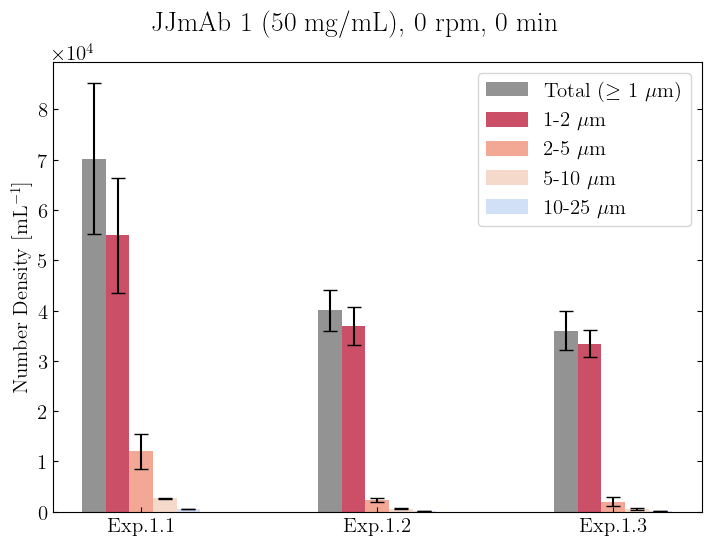 JJmAb 1 (50 mg/mL), 0 rpm, 0 min
×10⁴
Total (≥ 1 μm)
1-2 μm
2-5 μm
5-10 μm
10-25 μm
Number Density [mL⁻¹]
8
7
6
5
4
3
2
1
0
Exp.1.1 Exp.1.2 Exp.1.3